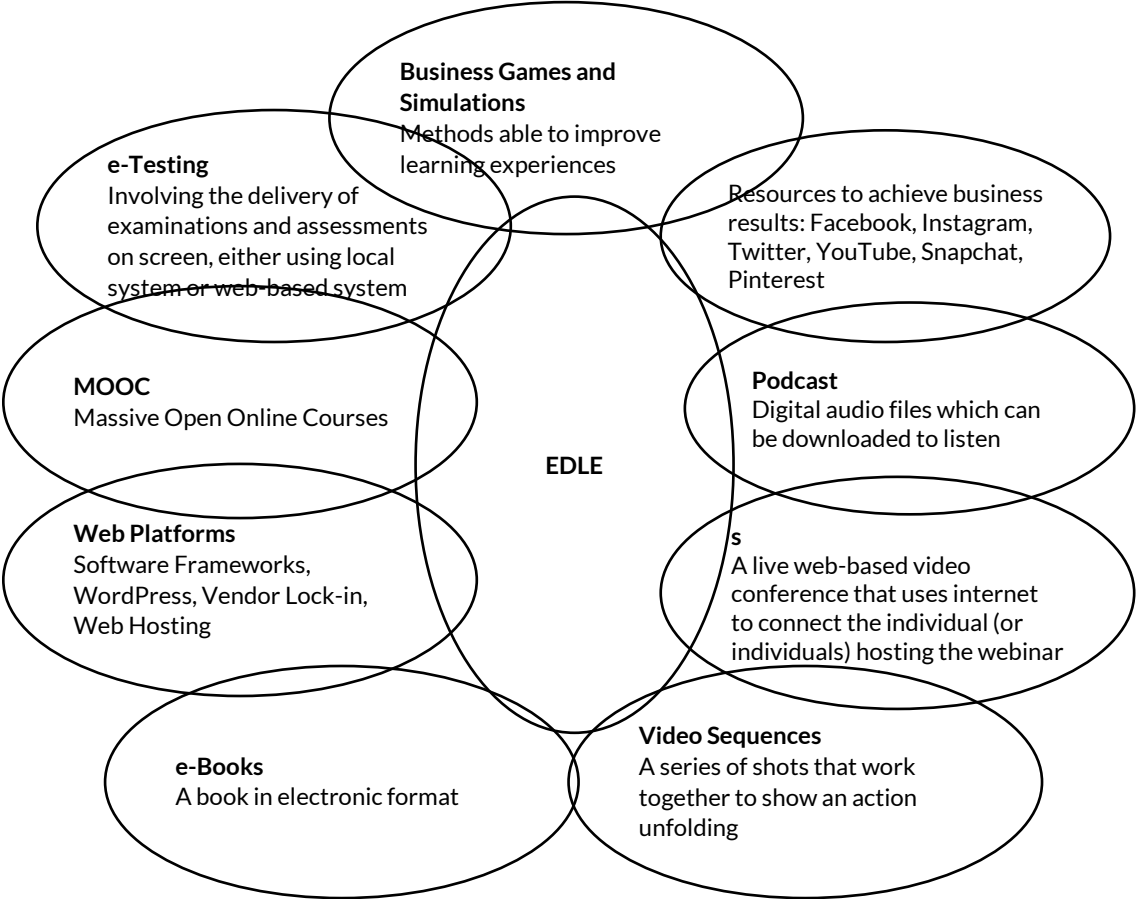 Business Games and
Simulations
Methods able to improve
learning experiences
e-Testing
Involving the delivery of
examinations and assessments
on screen, either using local
system or web-based system
Resources to achieve business
results: Facebook, Instagram,
Twitter, YouTube, Snapchat,
Pinterest
MOOC
Massive Open Online Courses
Podcast
Digital audio files which can
be downloaded to listen
EDLE
Web Platforms
Software Frameworks,
WordPress, Vendor Lock-in,
Web Hosting
s
A live web-based video
conference that uses internet
to connect the individual (or
individuals) hosting the webinar
e-Books
A book in electronic format
Video Sequences
A series of shots that work
together to show an action
unfolding